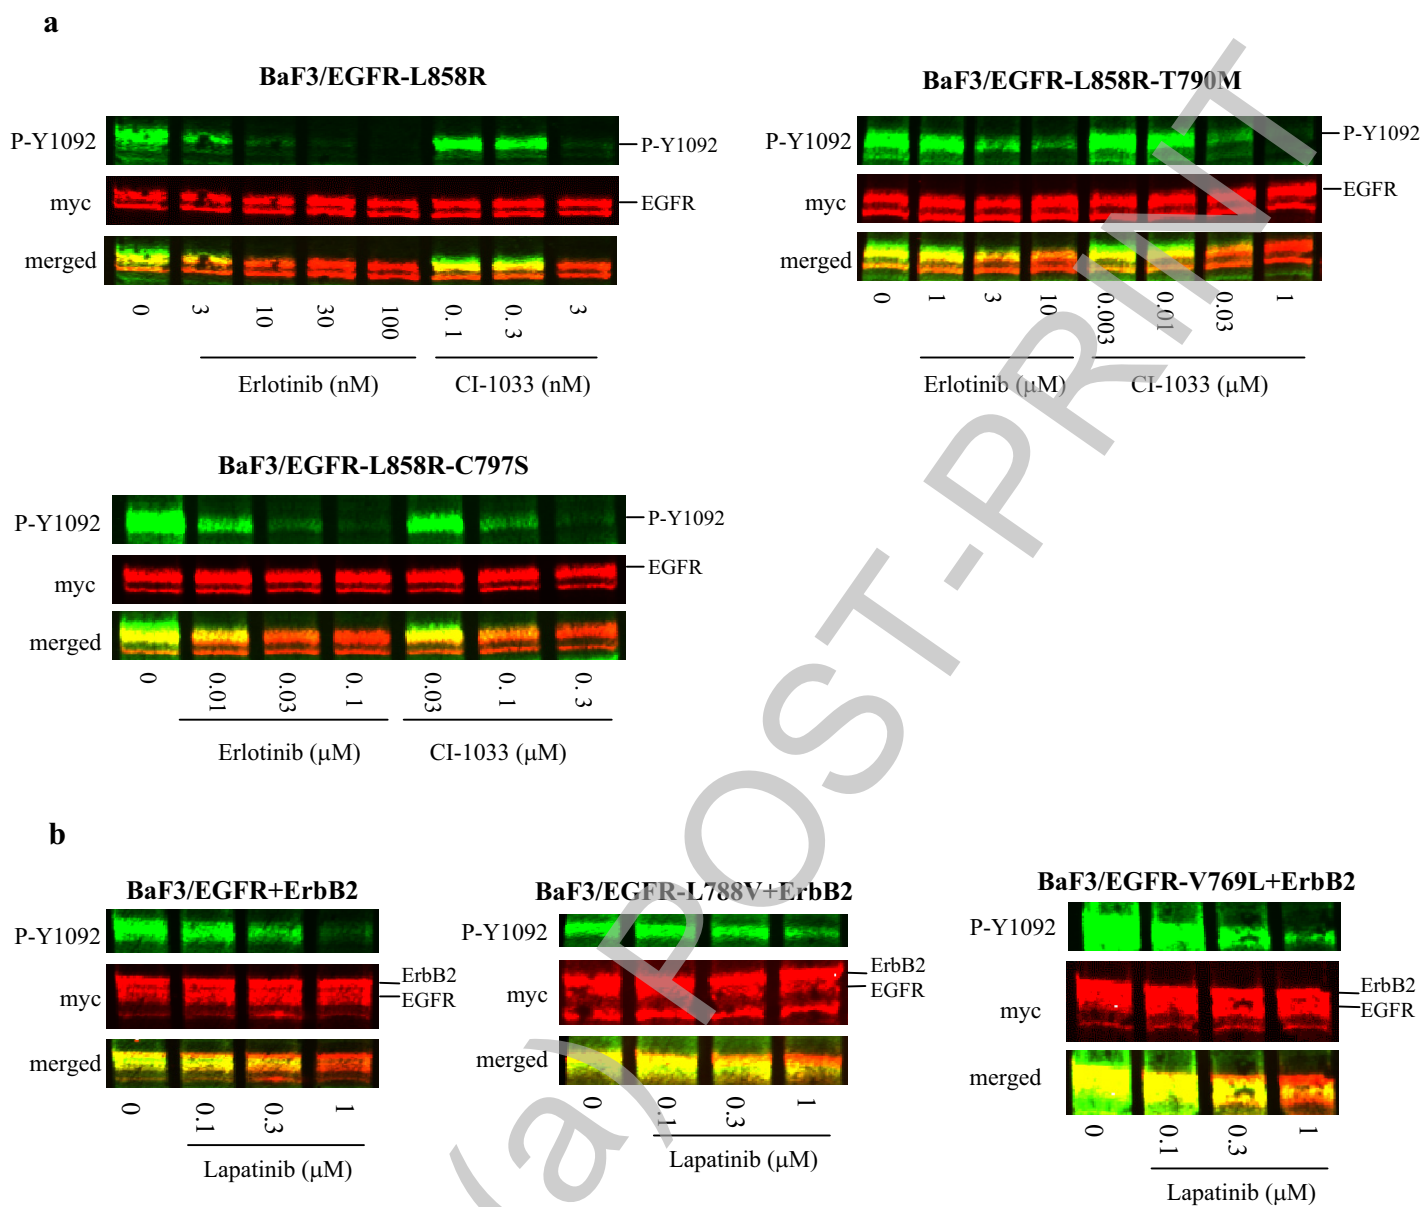 a
BaF3/EGFR-L858R
P-Y1092
P-Y1092
myc
EGFR
merged
0 3 10 30 100 0.1 0.3 3
Erlotinib (nM) CI-1033 (nM)
BaF3/EGFR-L858R-T790M
P-Y1092
P-Y1092
myc
EGFR
merged
0 1 3 10 0.003 0.01 0.03 1
Erlotinib (μM) CI-1033 (μM)
BaF3/EGFR-L858R-C797S
P-Y1092
P-Y1092
myc
EGFR
merged
0 0.01 0.03 0.1 0.03 0.1 0.3
Erlotinib (μM) CI-1033 (μM)
b
BaF3/EGFR+ErbB2
P-Y1092
myc
ErbB2
EGFR
merged
0 0.1 0.3 1
Lapatinib (μM)
BaF3/EGFR-L788V+ErbB2
P-Y1092
myc
ErbB2
EGFR
merged
0 0.1 0.3 1
Lapatinib (μM)
BaF3/EGFR-V769L+ErbB2
P-Y1092
myc
ErbB2
EGFR
merged
0 0.1 0.3 1
Lapatinib (μM)
(a) POST-PRINT